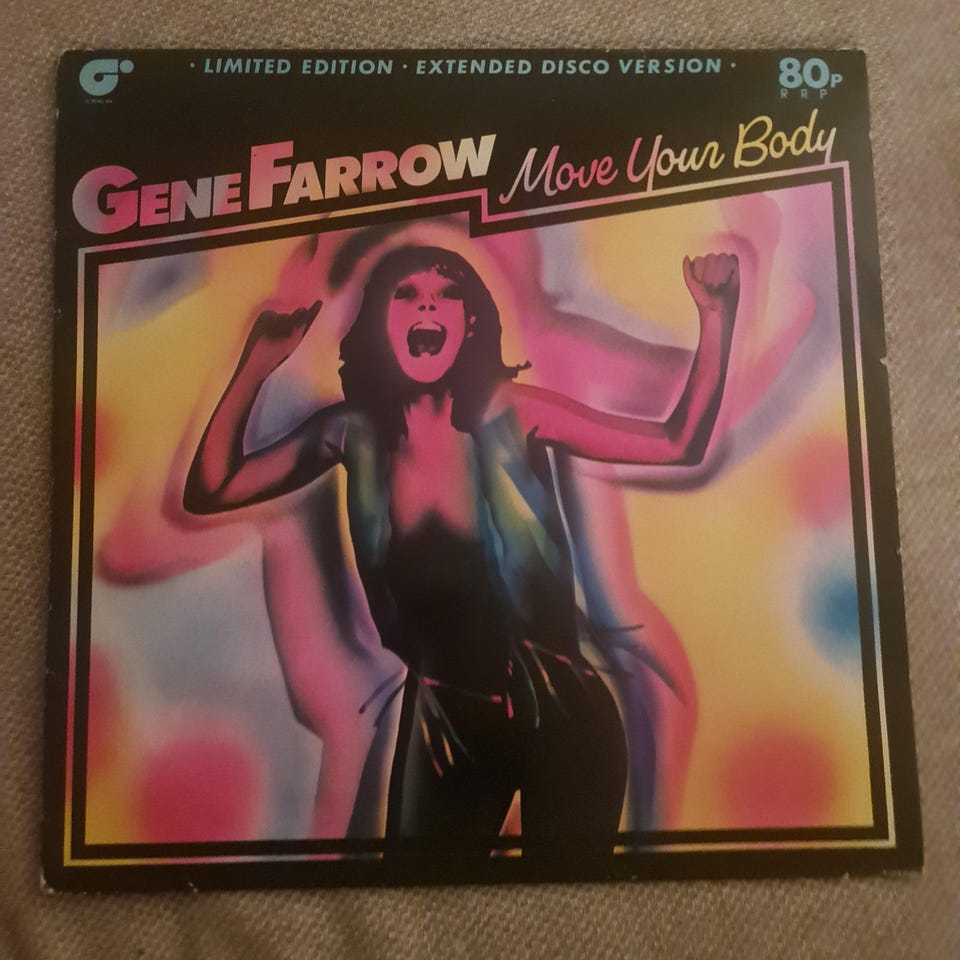 · LIMITED EDITION · EXTENDED DISCO VERSION ·
80P
RRP
GENE FARROW
Move Your Body